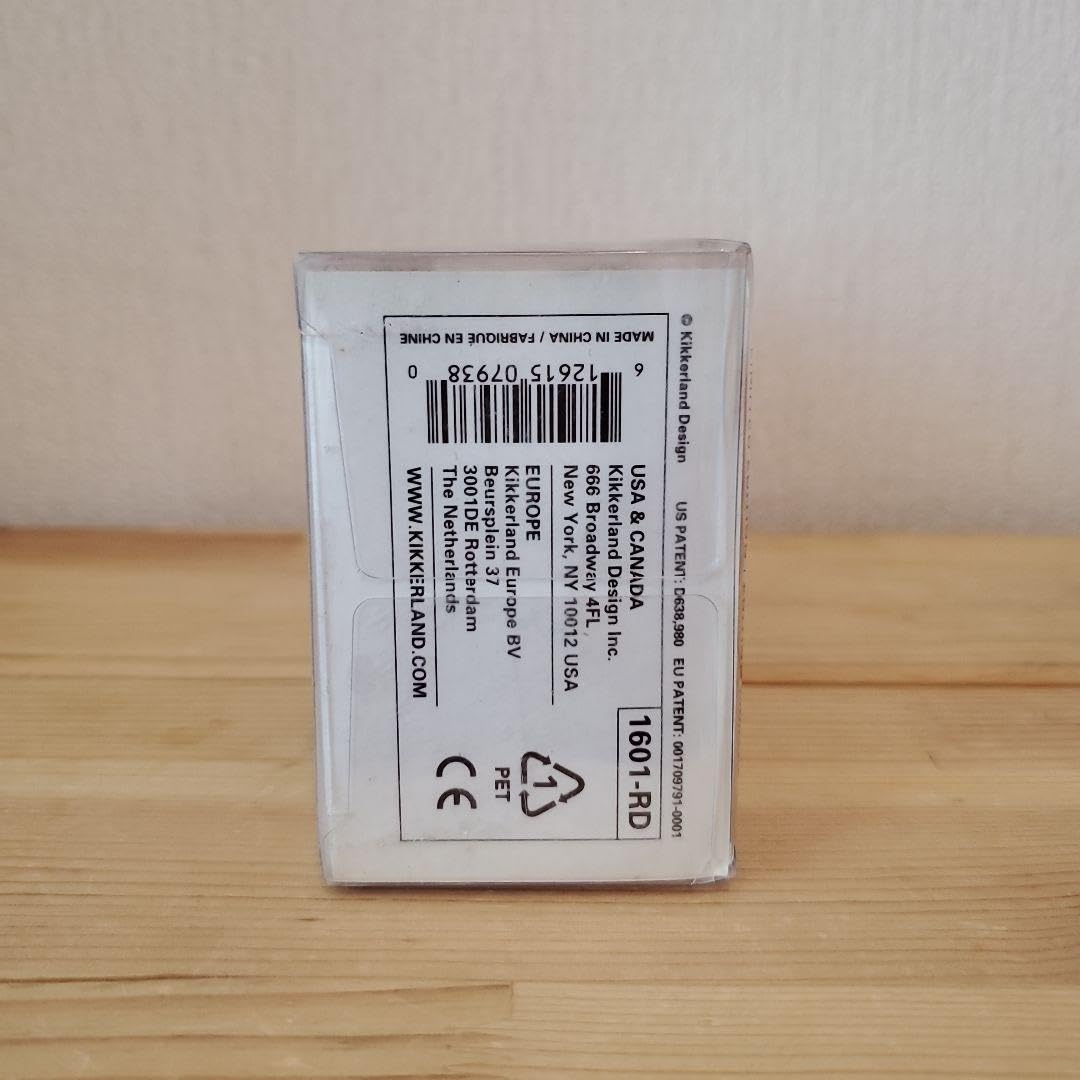 © Kikkerland Design US PATENT: D638,980 EU PATENT: 001709791-0001
1601-RD
USA & CANADA
Kikkerland Design Inc.
666 Broadway 4FL
New York, NY 10012 USA
EUROPE
Kikkerland Europe BV
Beursplein 37
3001DE Rotterdam
The Netherlands
WWW.KIKKERLAND.COM
1
PET
CE
6 12615 07938 0
MADE IN CHINA / FABRIQUÉ EN CHINE